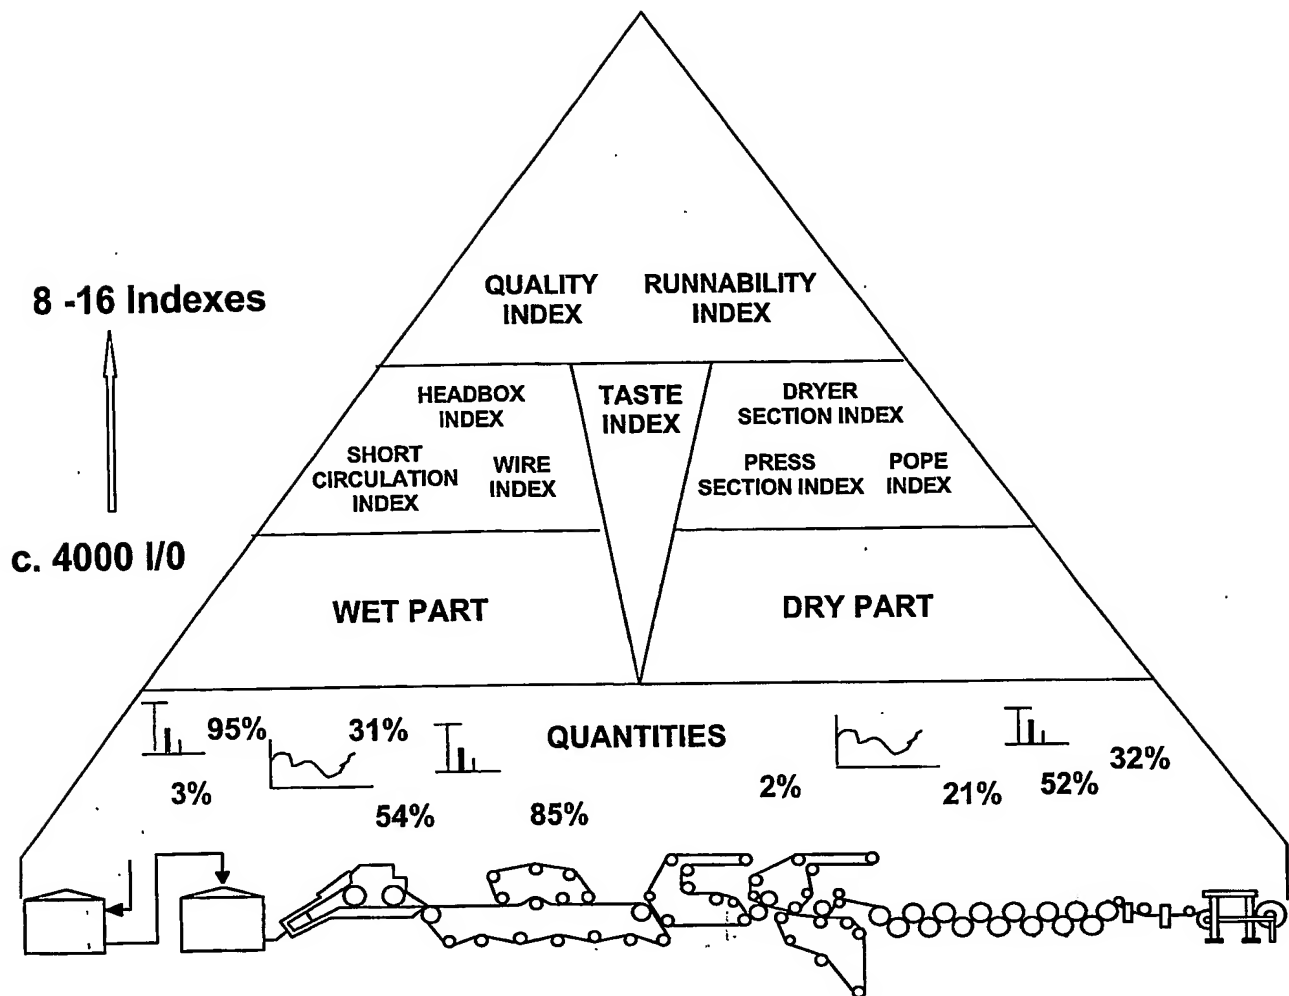 QUALITY
INDEX
RUNNABILITY
INDEX
8 -16 Indexes
HEADBOX
INDEX
TASTE
INDEX
DRYER
SECTION INDEX
SHORT
CIRCULATION
INDEX
WIRE
INDEX
PRESS
SECTION INDEX
POPE
INDEX
c. 4000 I/0
WET PART
DRY PART
95%
31%
QUANTITIES
32%
3%
2%
21%
52%
54%
85%